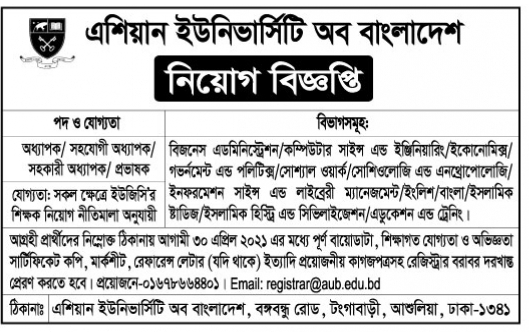 এশিয়ান ইউনিভার্সিটি অব বাংলাদেশ
নিয়োগ বিজ্ঞপ্তি
পদ ও যোগ্যতা
অধ্যাপক/ সহযোগী অধ্যাপক/
সহকারী অধ্যাপক/ প্রভাষক
যোগ্যতা: সকল ক্ষেত্রে ইউজিসি'র
শিক্ষক নিয়োগ নীতিমালা অনুযায়ী
বিভাগসমূহ:
বিজনেস এডমিনিস্ট্রেশন/কম্পিউটার সাইন্স এন্ড ইঞ্জিনিয়ারিং/ইকোনোমিক্স/
গভর্নমেন্ট এন্ড পলিটিক্স/সোশ্যাল ওয়ার্ক/সোশিওলোজি এন্ড এনথ্রোপোলোজি/
ইনফরমেশন সাইন্স এন্ড লাইব্রেরী ম্যানেজমেন্ট/ইংলিশ/বাংলা/ইসলামিক
ষ্টাডিজ/ইসলামিক হিস্ট্রি এন্ড সিভিলাইজেশন/এডুকেশন এন্ড ট্রেনিং।
আগ্রহী প্রার্থীদের নিম্নোক্ত ঠিকানায় আগামী ৩০ এপ্রিল ২০২১ এর মধ্যে পূর্ণ বায়োডাটা, শিক্ষাগত যোগ্যতা ও অভিজ্ঞতা
সার্টিফিকেট কপি, মার্কশীট, রেফারেন্স লেটার (যদি থাকে) ইত্যাদি প্রয়োজনীয় কাগজপত্রসহ রেজিস্ট্রার বরাবর দরখাস্ত
প্রেরণ করতে হবে। প্রয়োজনে-০১৬৯৮৬৬৪৪০১। Email: registrar@aub.edu.bd
ঠিকানা: এশিয়ান ইউনিভার্সিটি অব বাংলাদেশ, বঙ্গবন্ধু রোড, টংগাবাড়ী, আশুলিয়া, ঢাকা-১৩৪১